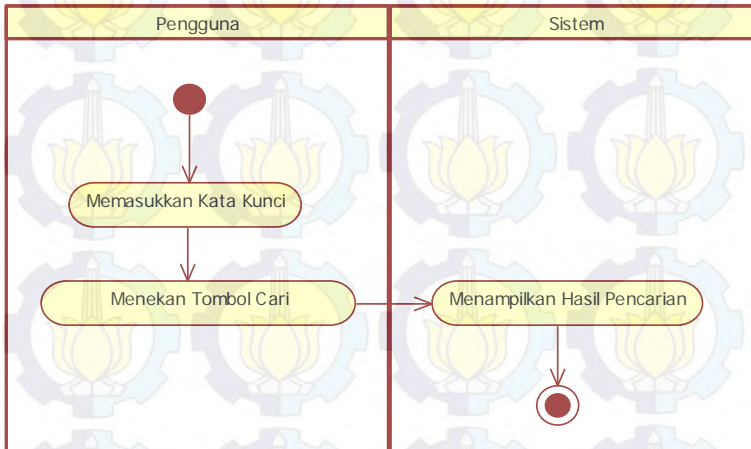 Pengguna
Sistem
Memasukkan Kata Kunci
Menekan Tombol Cari
Menampilkan Hasil Pencarian